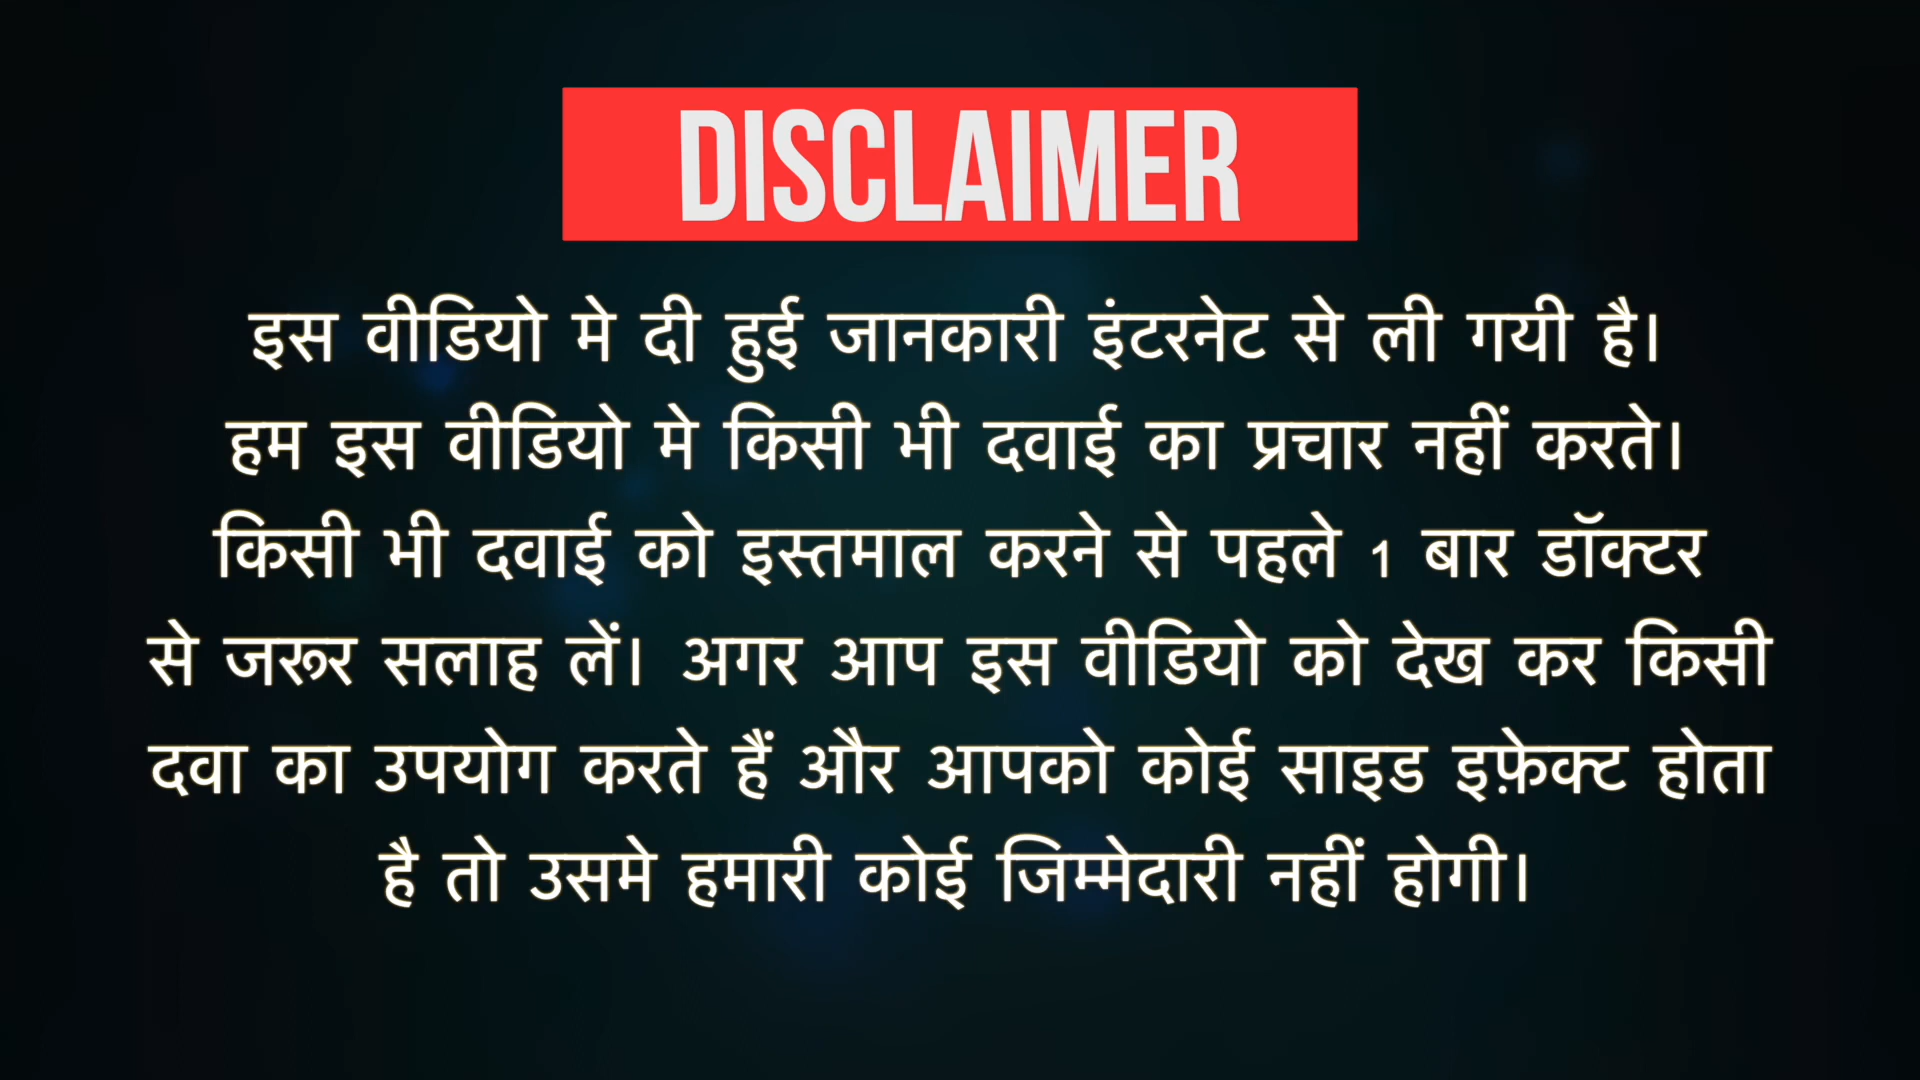 DISCLAIMER
इस वीडियो मे दी हुई जानकारी इंटरनेट से ली गयी है।
हम इस वीडियो मे किसी भी दवाई का प्रचार नहीं करते।
किसी भी दवाई को इस्तमाल करने से पहले 1 बार डॉक्टर
से जरूर सलाह लें। अगर आप इस वीडियो को देख कर किसी
दवा का उपयोग करते हैं और आपको कोई साइड इफ़ेक्ट होता
है तो उसमे हमारी कोई जिम्मेदारी नहीं होगी।